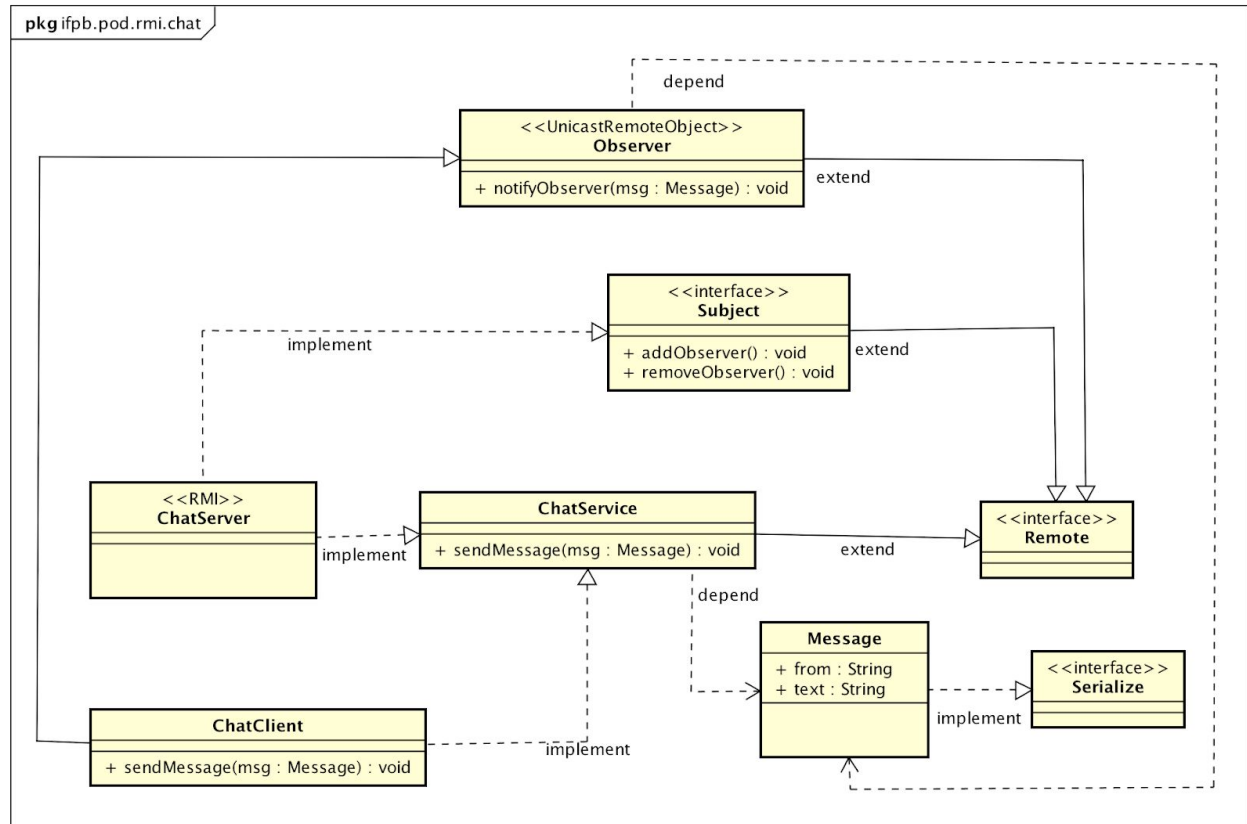 pkg ifpb.pod.rmi.chat
depend
<<UnicastRemoteObject>>
Observer
+ notifyObserver(msg : Message) : void
extend
<<interface>>
Subject
+ addObserver() : void
+ removeObserver() : void
implement
extend
<<RMI>>
ChatServer
implement
ChatService
+ sendMessage(msg : Message) : void
extend
<<interface>>
Remote
depend
Message
+ from : String
+ text : String
implement
<<interface>>
Serialize
ChatClient
+ sendMessage(msg : Message) : void
implement